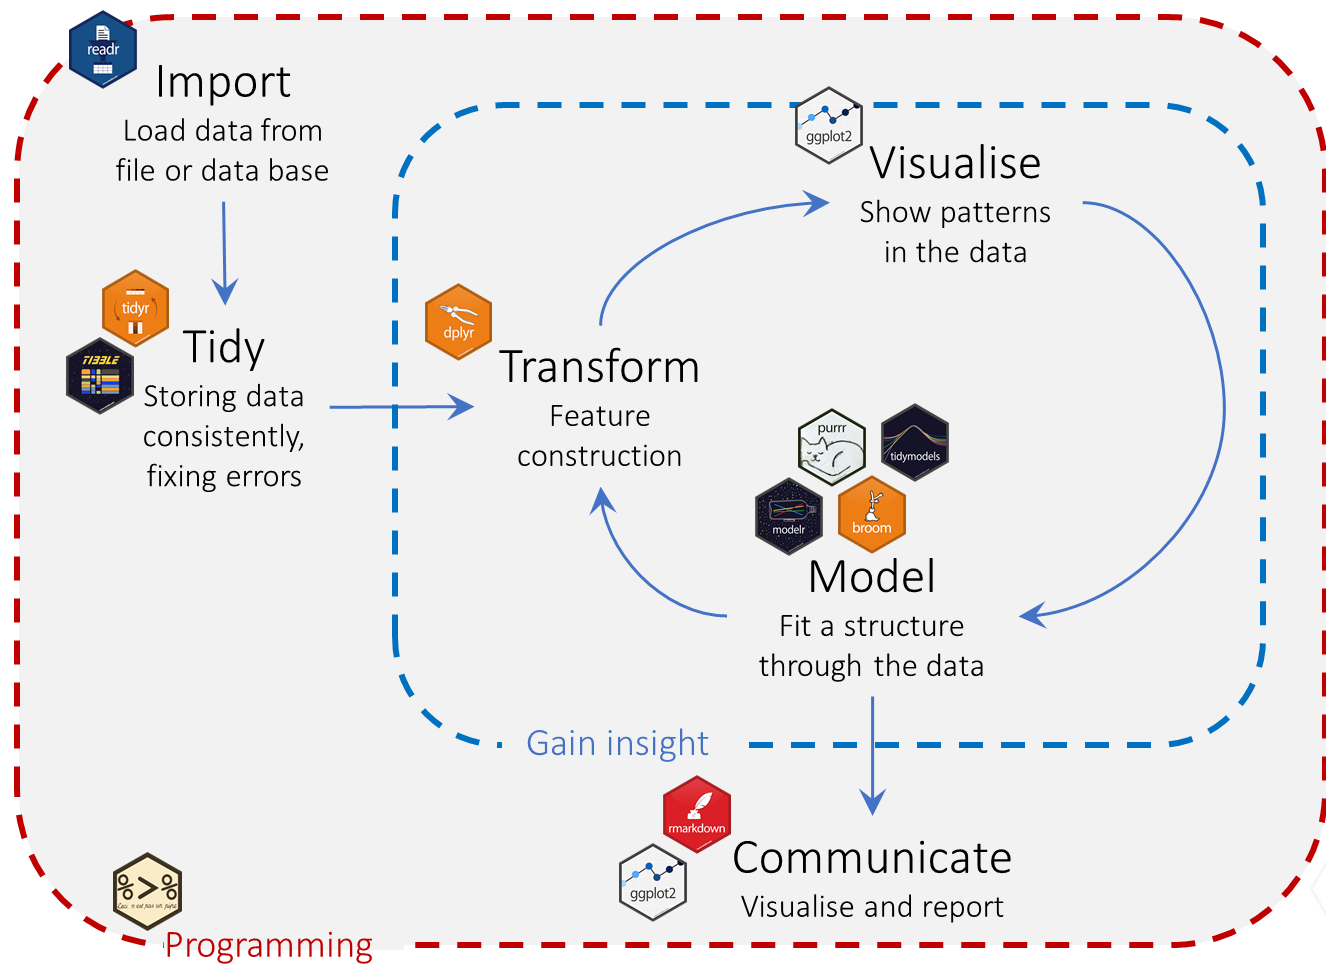 readr
Import
Load data from
file or data base
tidyr
TIBBLE
Tidy
Storing data
consistently,
fixing errors
ggplot2
Visualise
Show patterns
in the data
dplyr
Transform
Feature
construction
purrr
tidymodels
modelr
broom
Model
Fit a structure
through the data
Gain insight
rmarkdown
ggplot2
Communicate
Visualise and report
%>%
Ceci n'est pas un pipe
Programming